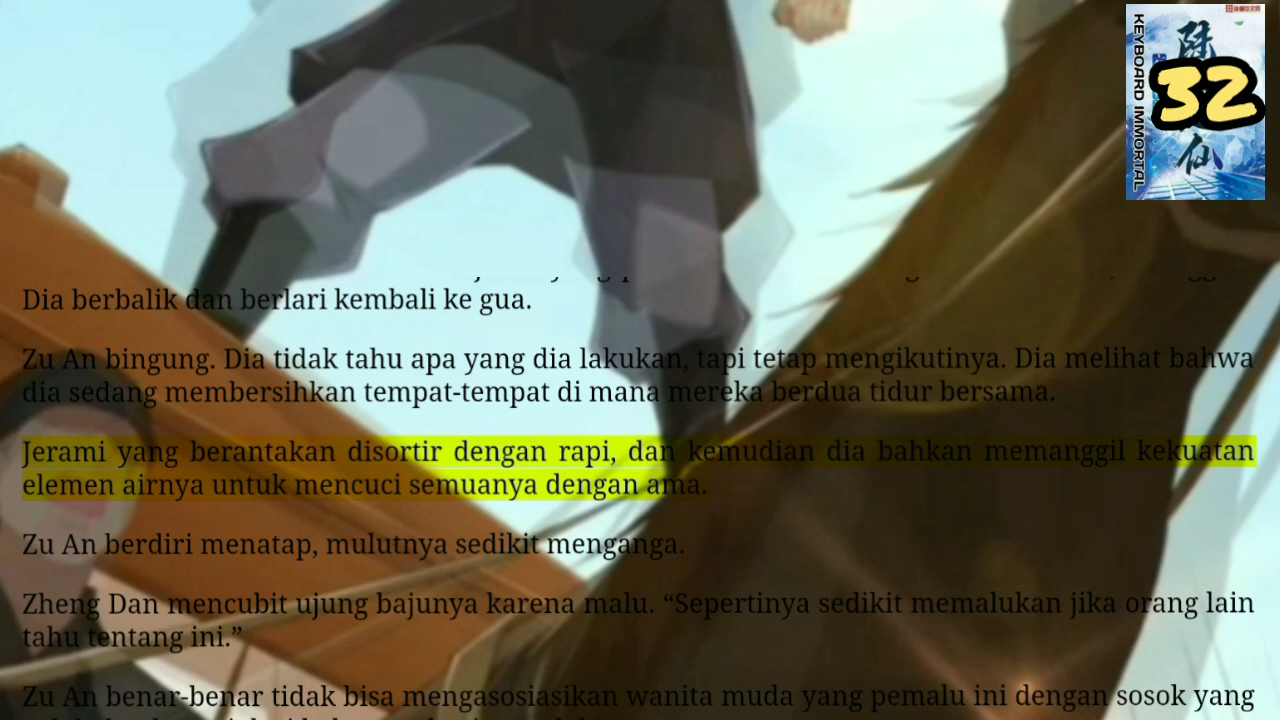 KEYBOARD IMMORTAL
32
Dia berbalik dan berlari kembali ke gua.
Zu An bingung. Dia tidak tahu apa yang dia lakukan, tapi tetap mengikutinya. Dia melihat bahwa
dia sedang membersihkan tempat-tempat di mana mereka berdua tidur bersama.
Jerami yang berantakan disortir dengan rapi, dan kemudian dia bahkan memanggil kekuatan
elemen airnya untuk mencuci semuanya dengan ama.
Zu An berdiri menatap, mulutnya sedikit menganga.
Zheng Dan mencubit ujung bajunya karena malu. “Sepertinya sedikit memalukan jika orang lain
tahu tentang ini.”
Zu An benar-benar tidak bisa mengasosiasikan wanita muda yang pemalu ini dengan sosok yang